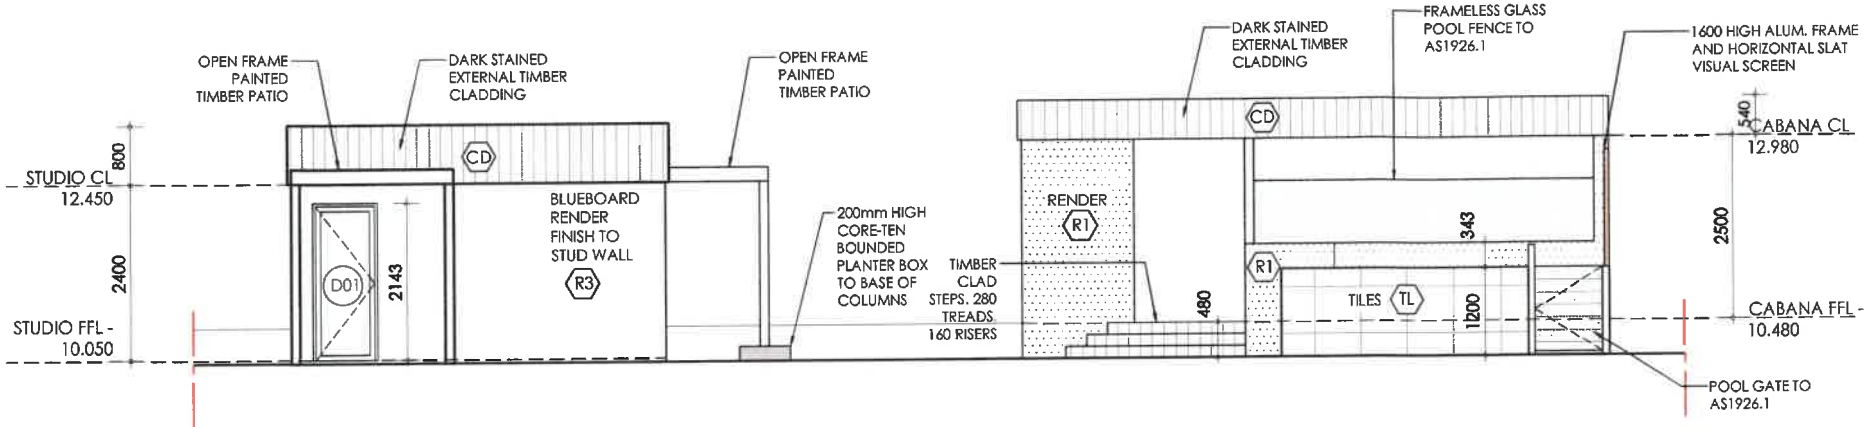 OPEN FRAME
PAINTED
TIMBER PATIO
DARK STAINED
EXTERNAL TIMBER
CLADDING
OPEN FRAME
PAINTED
TIMBER PATIO
DARK STAINED
EXTERNAL TIMBER
CLADDING
FRAMELESS GLASS
POOL FENCE TO
AS1926.1
1600 HIGH ALUM. FRAME
AND HORIZONTAL SLAT
VISUAL SCREEN
800
CD
CD
540
CABANA CL
12.980
STUDIO CL
12.450
2400
BLUEBOARD
RENDER
FINISH TO
STUD WALL
R3
D01
2143
200mm HIGH
CORE-TEN
BOUNDED
PLANTER BOX
TO BASE OF
COLUMNS
TIMBER
CLAD
STEPS. 280
TREADS
160 RISERS
RENDER
R1
480
R1
343
TILES TL
1200
2500
STUDIO FFL -
10.050
CABANA FFL -
10.480
POOL GATE TO
AS1926.1